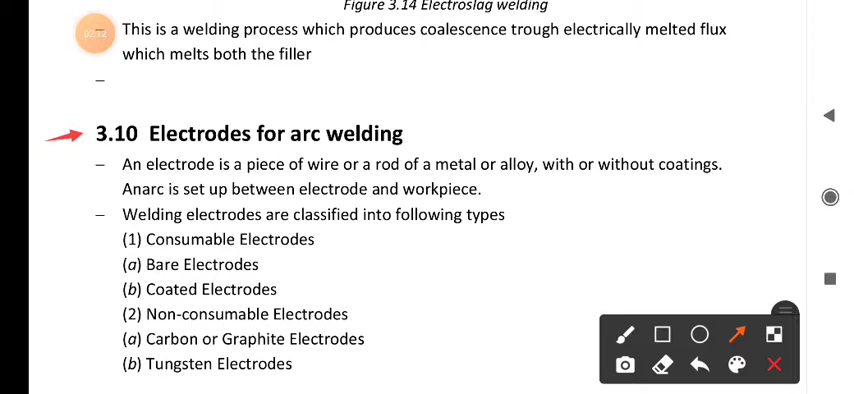 Figure 3.14 Electroslag welding
– This is a welding process which produces coalescence trough electrically melted flux
which melts both the filler
–
3.10 Electrodes for arc welding
– An electrode is a piece of wire or a rod of a metal or alloy, with or without coatings.
Anarc is set up between electrode and workpiece.
– Welding electrodes are classified into following types
(1) Consumable Electrodes
(a) Bare Electrodes
(b) Coated Electrodes
(2) Non-consumable Electrodes
(a) Carbon or Graphite Electrodes
(b) Tungsten Electrodes